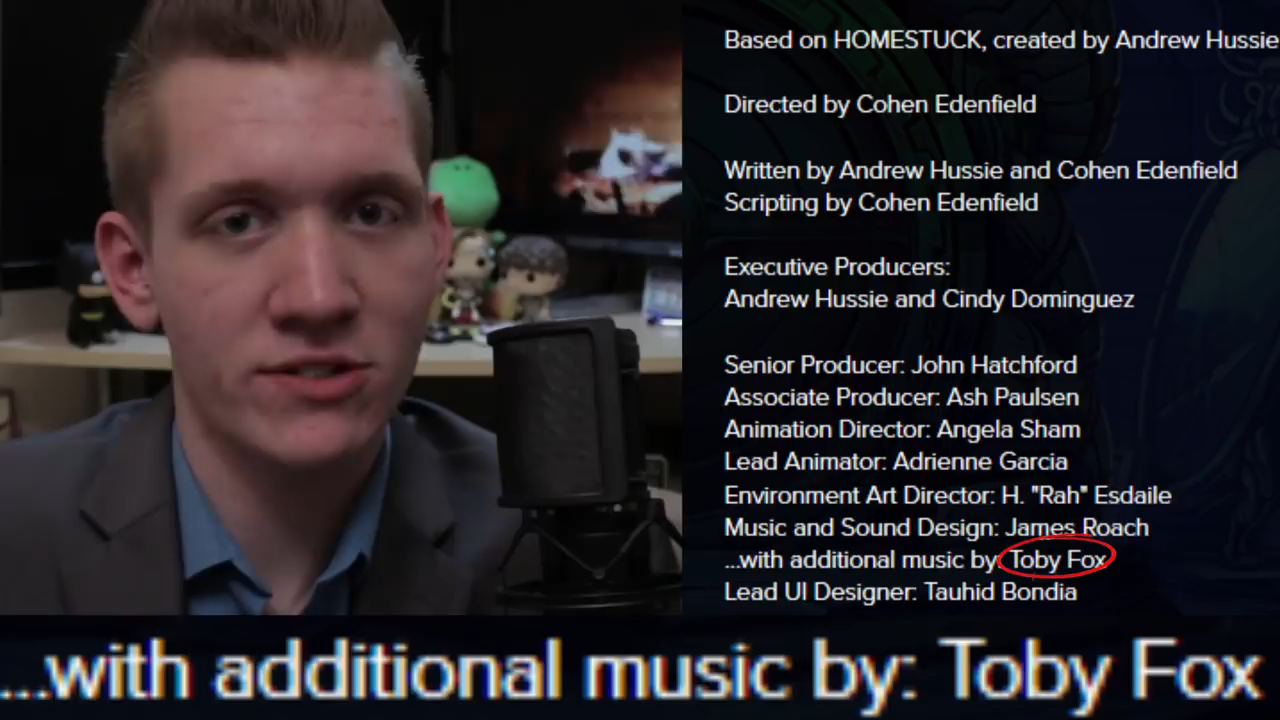 Based on HOMESTUCK, created by Andrew Hussie
Directed by Cohen Edenfield
Written by Andrew Hussie and Cohen Edenfield
Scripting by Cohen Edenfield
Executive Producers:
Andrew Hussie and Cindy Dominguez
Senior Producer: John Hatchford
Associate Producer: Ash Paulsen
Animation Director: Angela Sham
Lead Animator: Adrienne Garcia
Environment Art Director: H. "Rah" Esdaile
Music and Sound Design: James Roach
...with additional music by: Toby Fox
Lead UI Designer: Tauhid Bondia
...with additional music by: Toby Fox